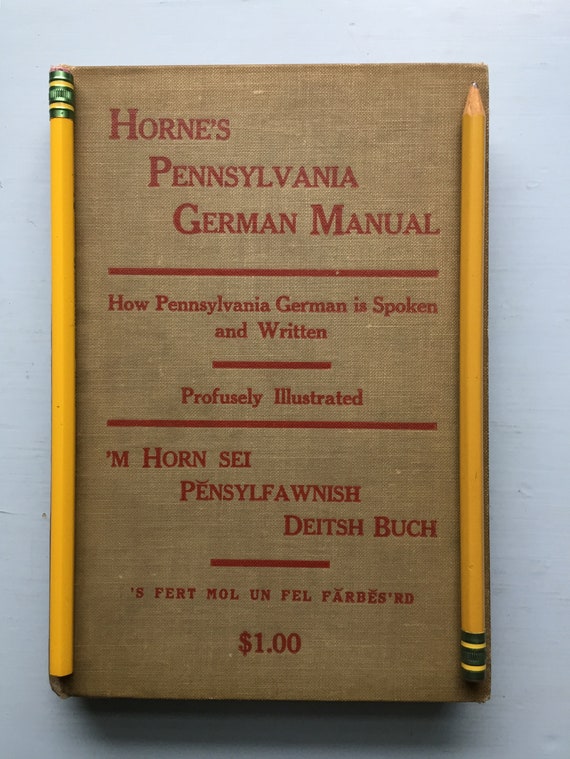 HORNE'S
PENNSYLVANIA
GERMAN MANUAL
How Pennsylvania German is Spoken
and Written
Profusely Illustrated
'M HORN SEI
PĔNSYLFAWNISH
DEITSH BUCH
'S FERT MOL UN FEL FĂRBĔS'RD
$1.00